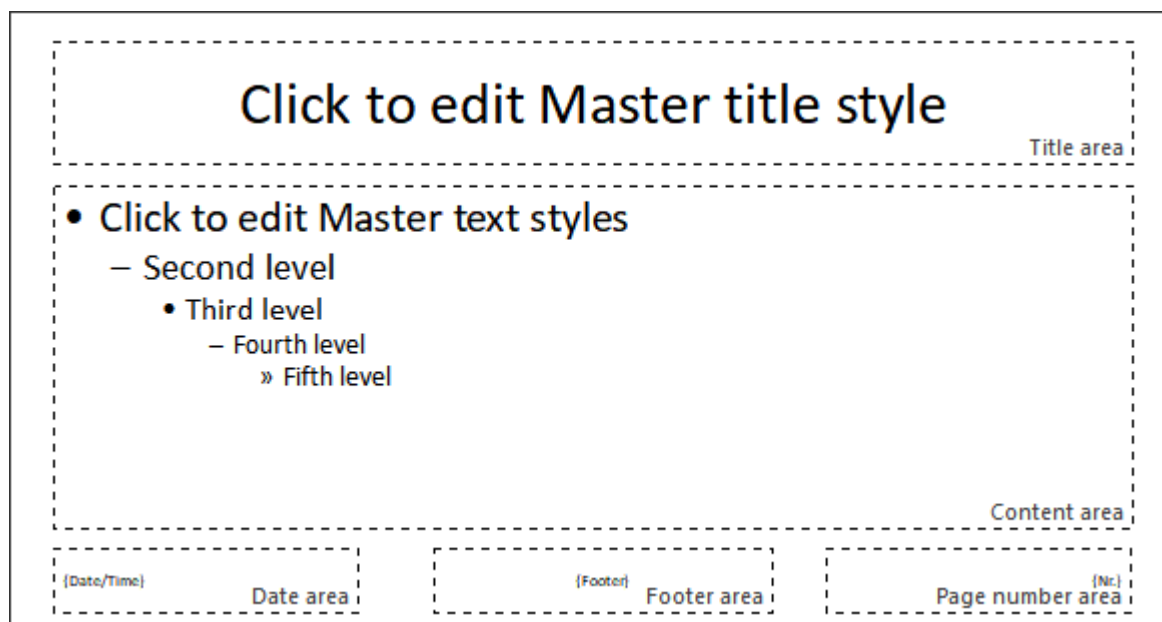 Click to edit Master title style
Title area
• Click to edit Master text styles
– Second level
• Third level
– Fourth level
» Fifth level
Content area
{Date/Time}
Date area
{Footer}
Footer area
{Nr.}
Page number area